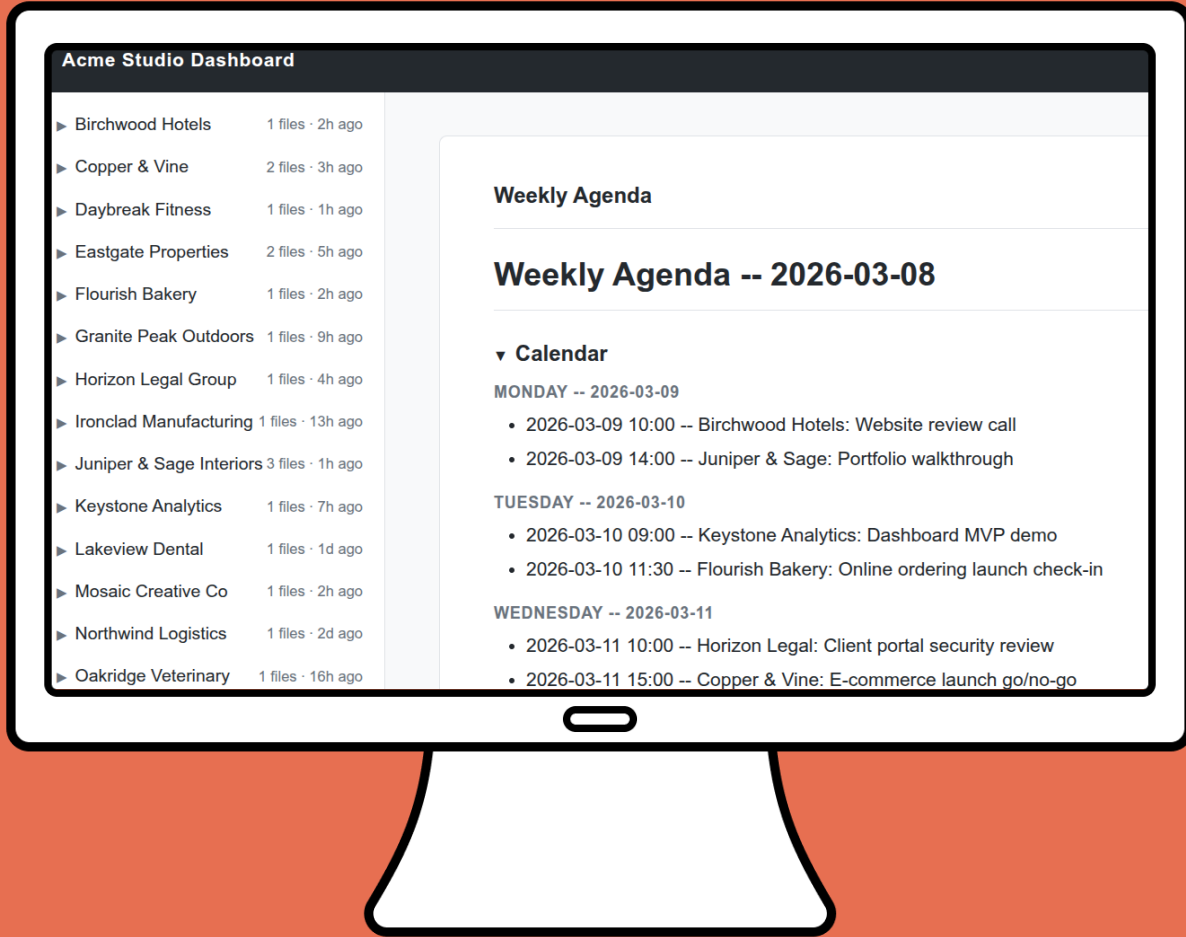 Acme Studio Dashboard
▶ Birchwood Hotels 1 files · 2h ago
▶ Copper & Vine 2 files · 3h ago
▶ Daybreak Fitness 1 files · 1h ago
▶ Eastgate Properties 2 files · 5h ago
▶ Flourish Bakery 1 files · 2h ago
▶ Granite Peak Outdoors 1 files · 9h ago
▶ Horizon Legal Group 1 files · 4h ago
▶ Ironclad Manufacturing 1 files · 13h ago
▶ Juniper & Sage Interiors 3 files · 1h ago
▶ Keystone Analytics 1 files · 7h ago
▶ Lakeview Dental 1 files · 1d ago
▶ Mosaic Creative Co 1 files · 2h ago
▶ Northwind Logistics 1 files · 2d ago
▶ Oakridge Veterinary 1 files · 16h ago
Weekly Agenda
Weekly Agenda -- 2026-03-08
▼ Calendar
MONDAY -- 2026-03-09
• 2026-03-09 10:00 -- Birchwood Hotels: Website review call
• 2026-03-09 14:00 -- Juniper & Sage: Portfolio walkthrough
TUESDAY -- 2026-03-10
• 2026-03-10 09:00 -- Keystone Analytics: Dashboard MVP demo
• 2026-03-10 11:30 -- Flourish Bakery: Online ordering launch check-in
WEDNESDAY -- 2026-03-11
• 2026-03-11 10:00 -- Horizon Legal: Client portal security review
• 2026-03-11 15:00 -- Copper & Vine: E-commerce launch go/no-go